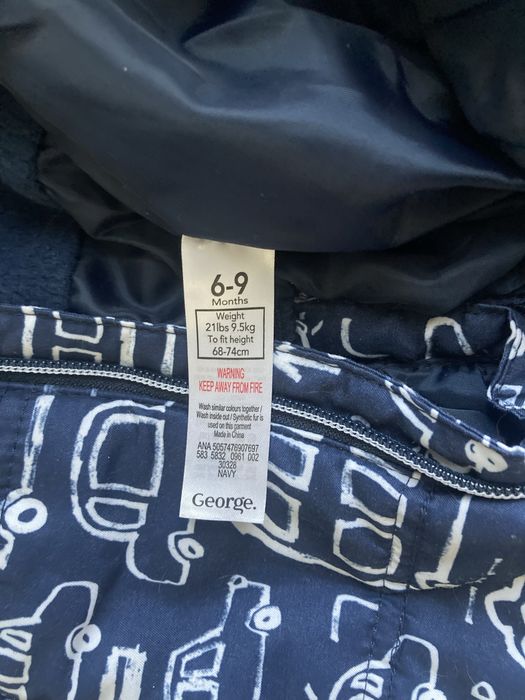 6-9
Months
Weight
21lbs 9.5kg
To fit height
68-74cm
WARNING
KEEP AWAY FROM FIRE
Wash similar colours together /
Wash inside out / Synthetic fur is
used on this garment
Made in China
ANA 5057476907697
583 5832 0961 002
30328
NAVY
George.